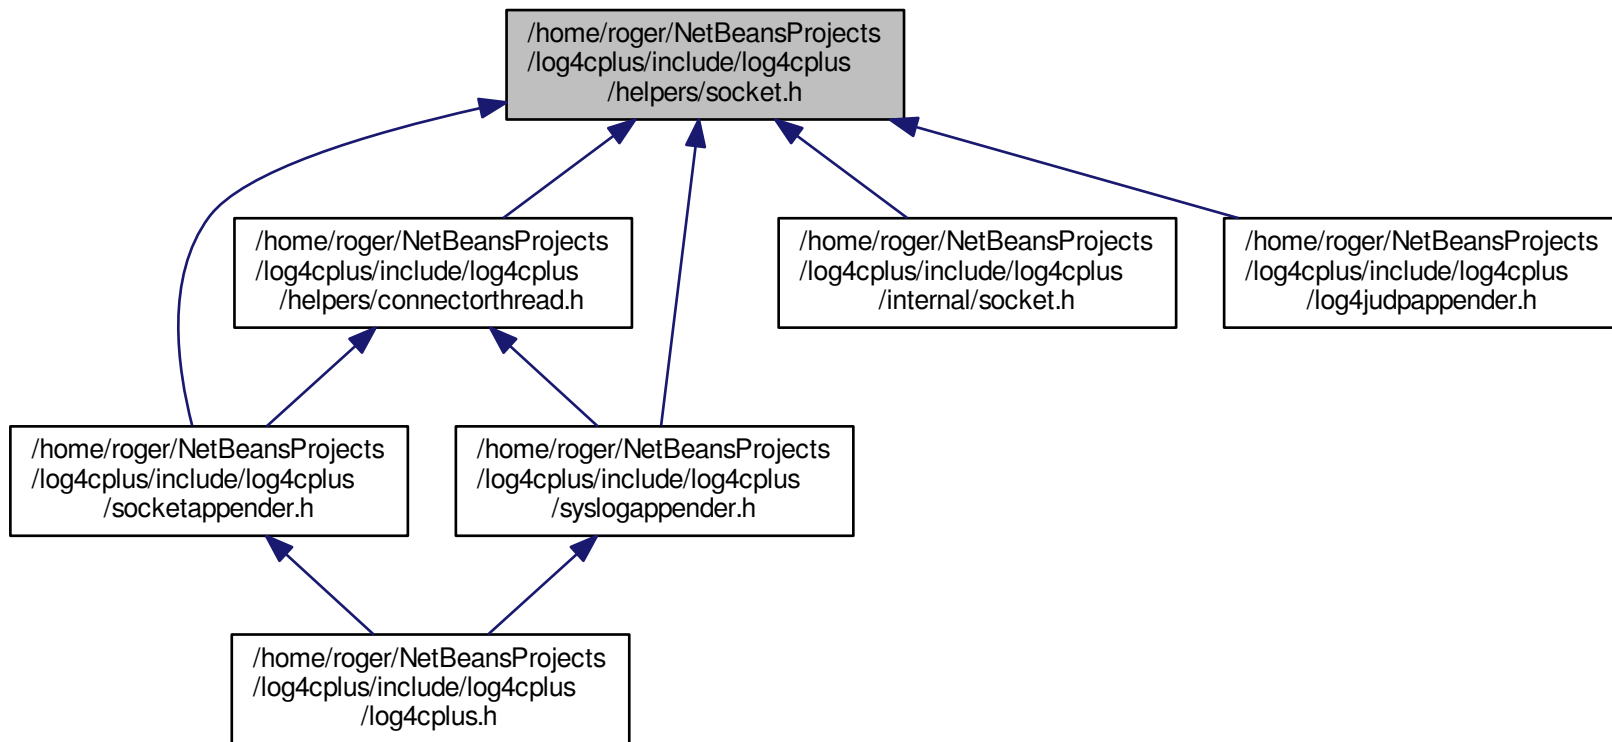 /home/roger/NetBeansProjects
/log4cplus/include/log4cplus
/helpers/socket.h
/home/roger/NetBeansProjects
/log4cplus/include/log4cplus
/helpers/connectorthread.h
/home/roger/NetBeansProjects
/log4cplus/include/log4cplus
/internal/socket.h
/home/roger/NetBeansProjects
/log4cplus/include/log4cplus
/log4judpappender.h
/home/roger/NetBeansProjects
/log4cplus/include/log4cplus
/socketappender.h
/home/roger/NetBeansProjects
/log4cplus/include/log4cplus
/syslogappender.h
/home/roger/NetBeansProjects
/log4cplus/include/log4cplus
/log4cplus.h